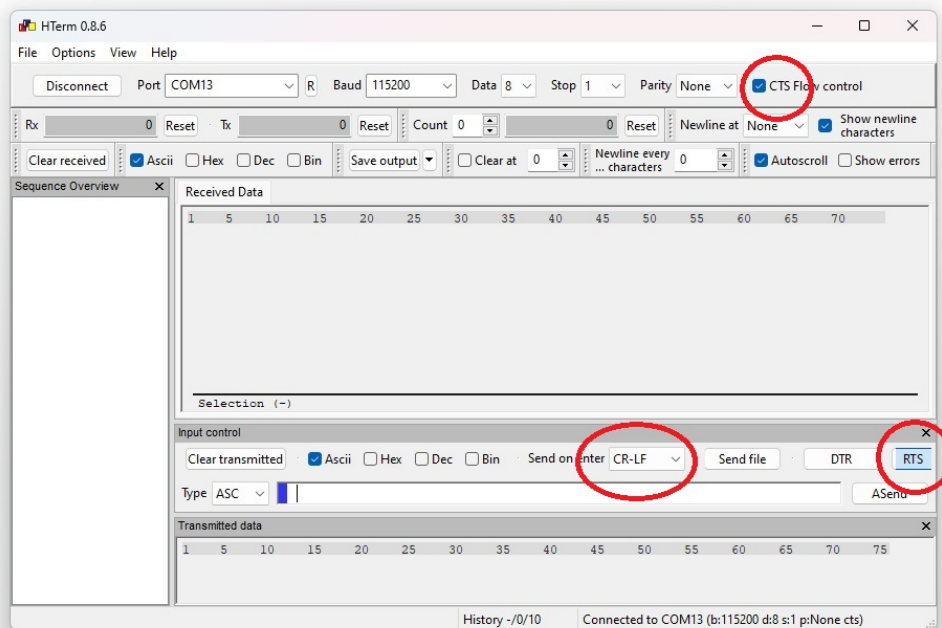 HTerm 0.8.6
File Options View Help
Disconnect Port COM13 R Baud 115200 Data 8 Stop 1 Parity None CTS Flow control
Rx 0 Reset Tx 0 Reset Count 0 0 Reset Newline at None Show newline characters
Clear received Ascii Hex Dec Bin Save output Clear at 0 Newline every ... characters 0 Autoscroll Show errors
Sequence Overview
Received Data
1 5 10 15 20 25 30 35 40 45 50 55 60 65 70
Selection (-)
Input control
Clear transmitted Ascii Hex Dec Bin Send on enter CR-LF Send file DTR RTS
Type ASC ASend
Transmitted data
1 5 10 15 20 25 30 35 40 45 50 55 60 65 70 75
History -/0/10 Connected to COM13 (b:115200 d:8 s:1 p:None cts)